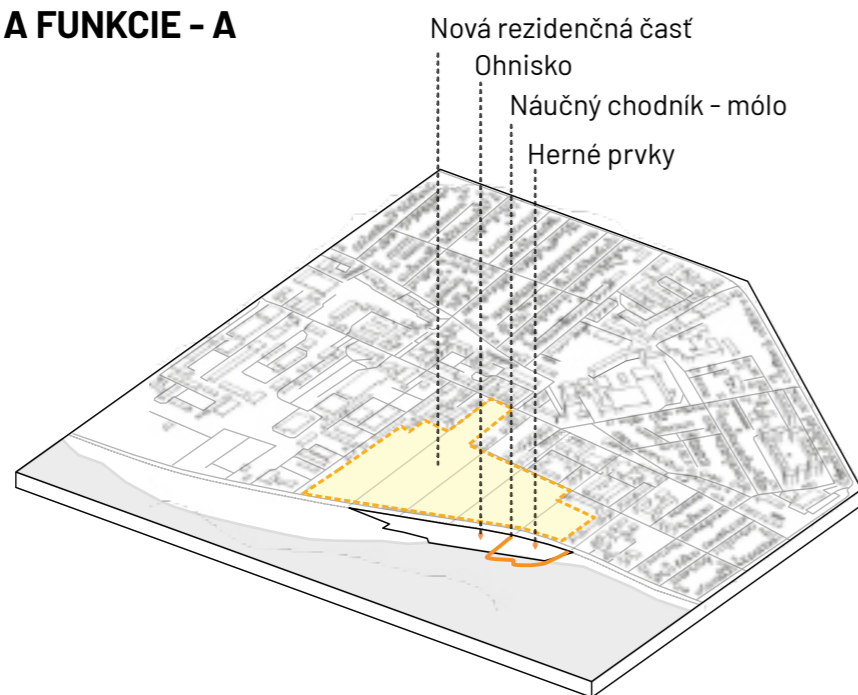 A FUNKCIE - A
Nová rezidenčná časť
Ohnisko
Náučný chodník - mólo
Herné prvky